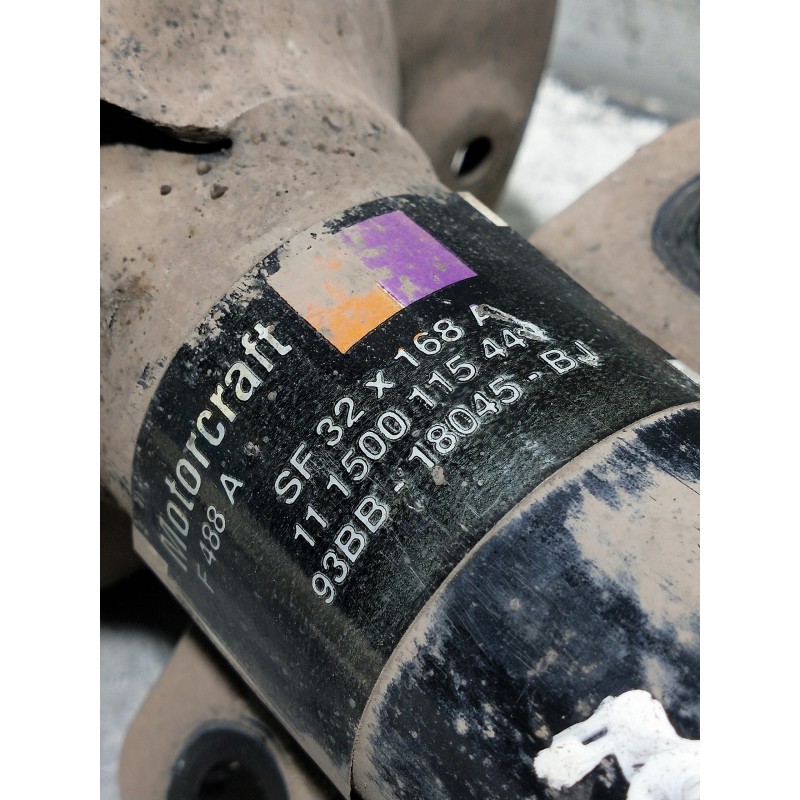 Motorcraft
F 488 A
SF 32 x 168 A
11 1500 115 44
93BB - 18045 - BJ